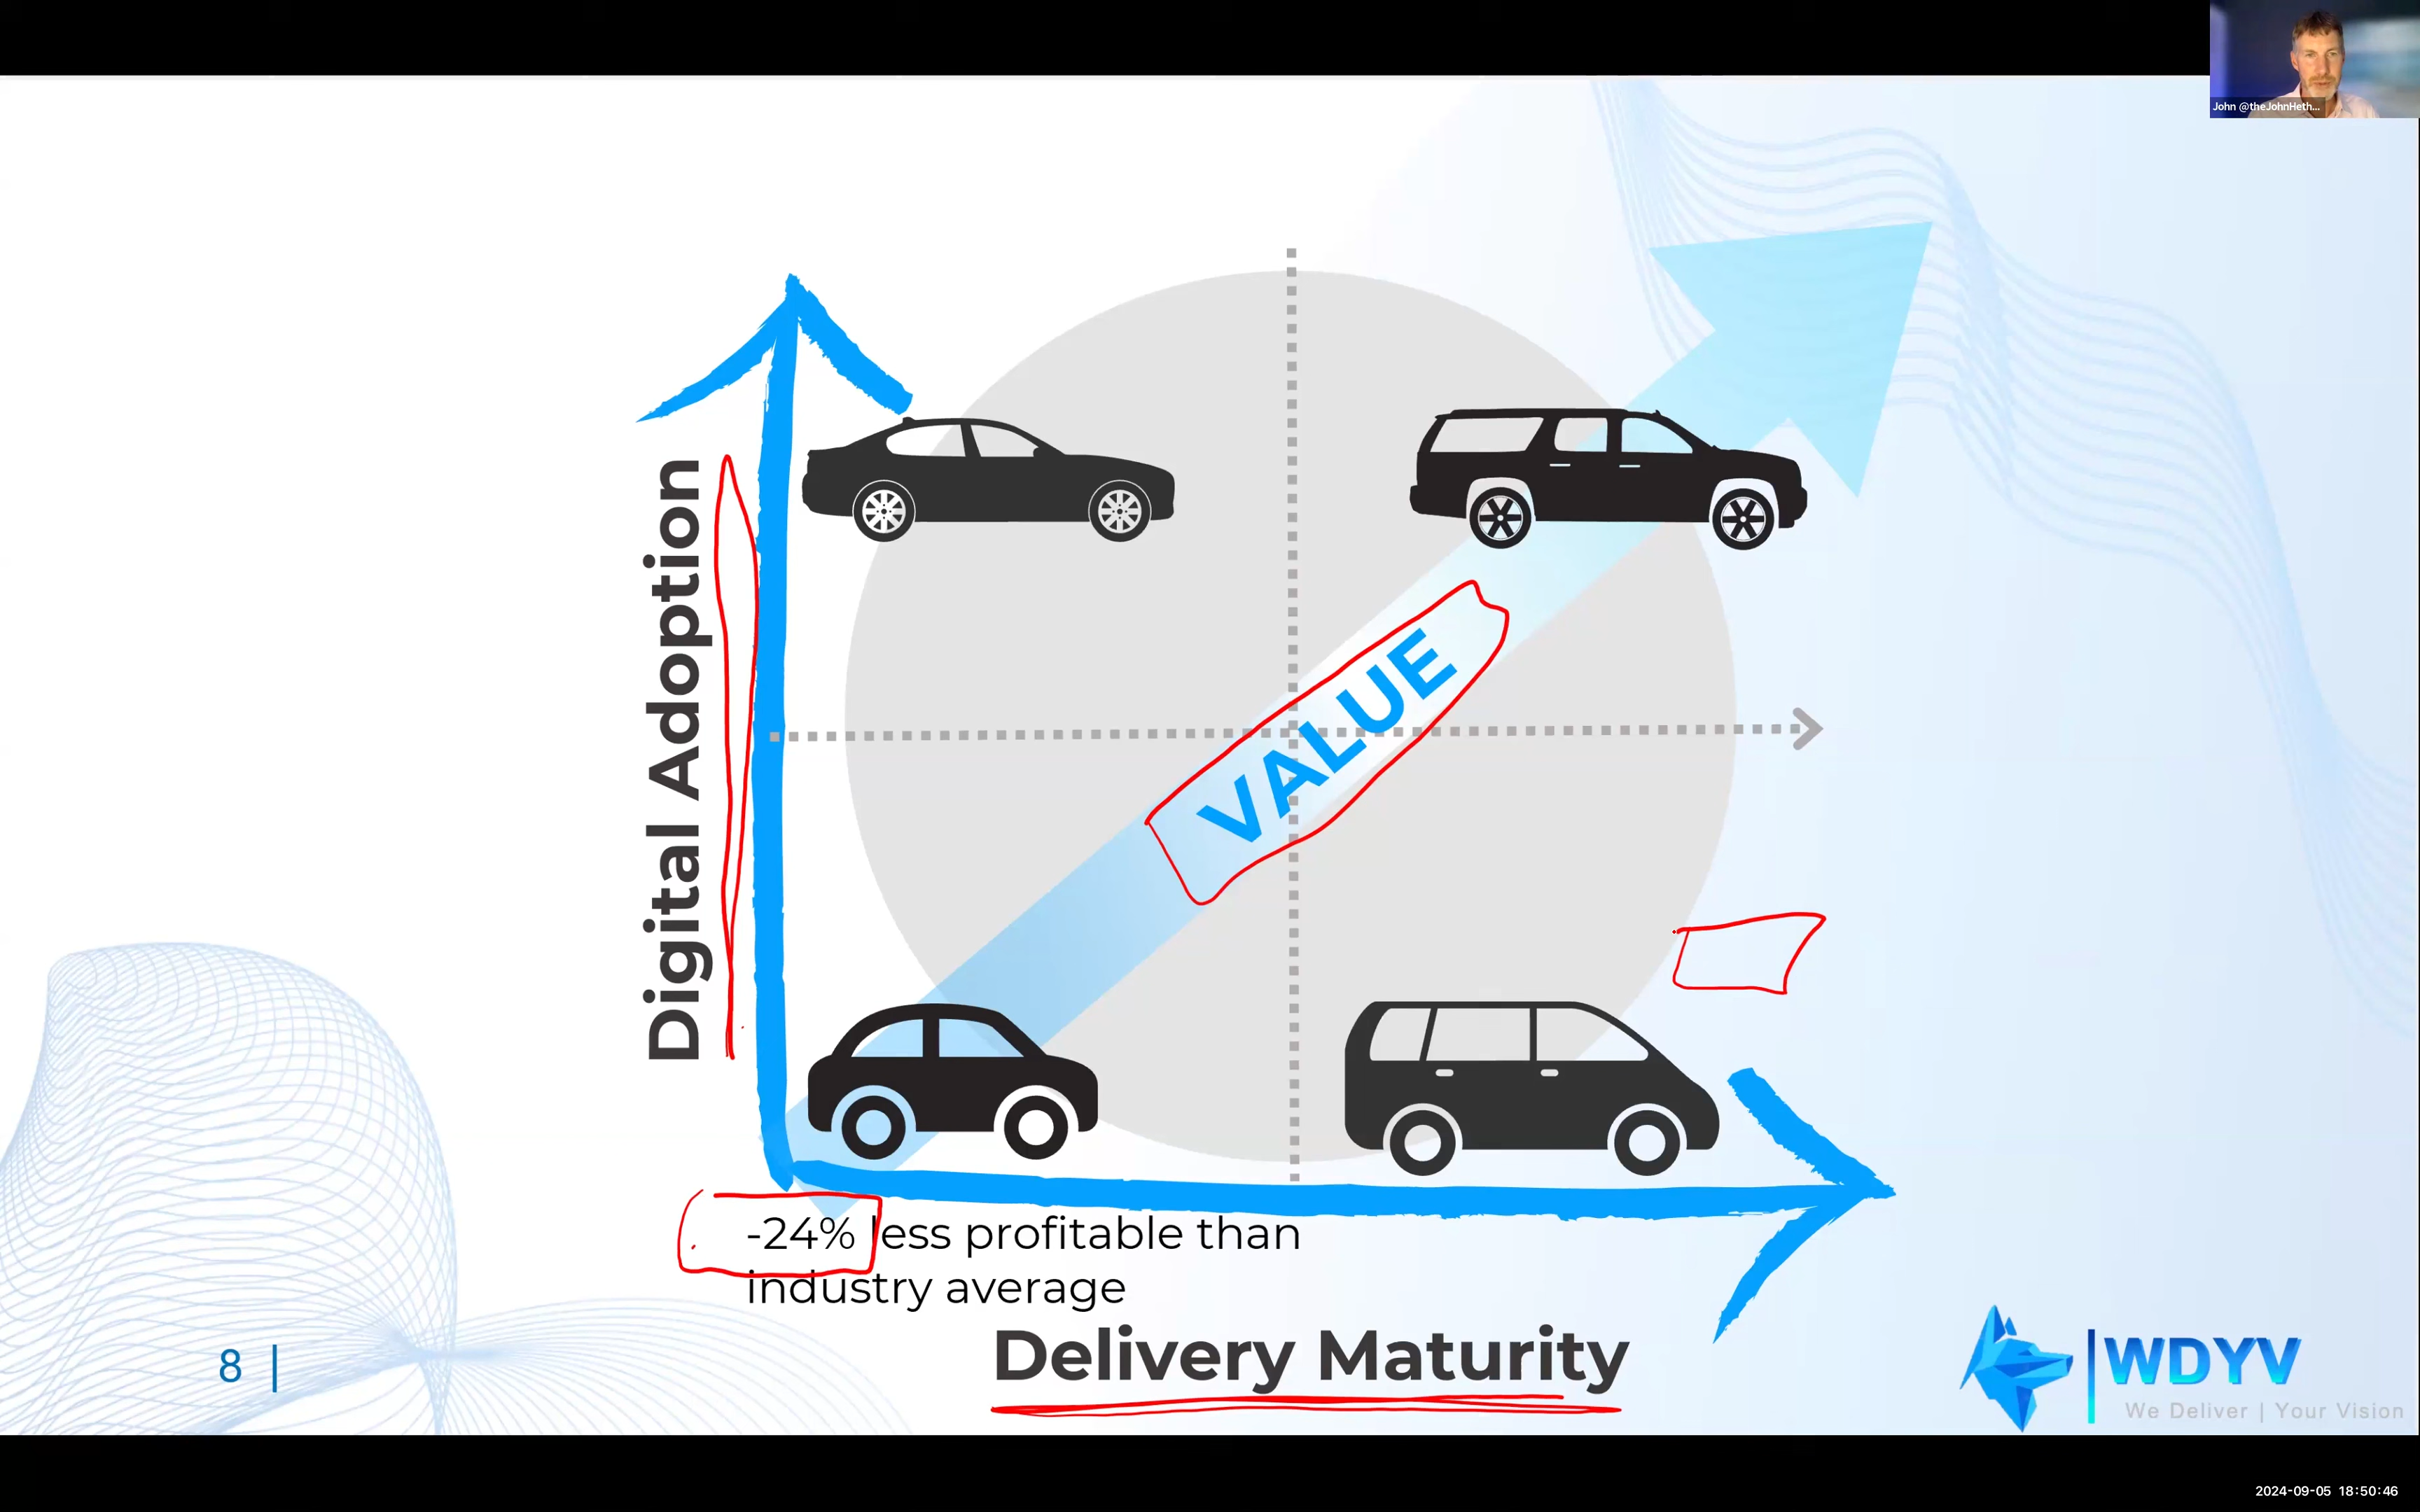 John @theJohnHeth...
Digital Adoption
VALUE
-24% less profitable than
industry average
Delivery Maturity
8 |
WDYV
We Deliver | Your Vision
2024-09-05 18:50:46